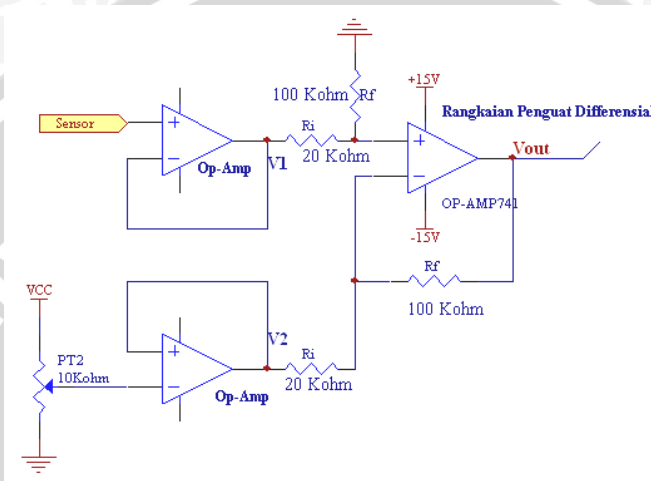 +15V
100 Kohm Rf
Rangkaian Penguat Differensial
Sensor
+
-
Op-Amp
Ri
V1
20 Kohm
+
-
Vout
OP-AMP741
-15V
Rf
100 Kohm
VCC
PT2
10Kohm
+
-
Op-Amp
V2
Ri
20 Kohm